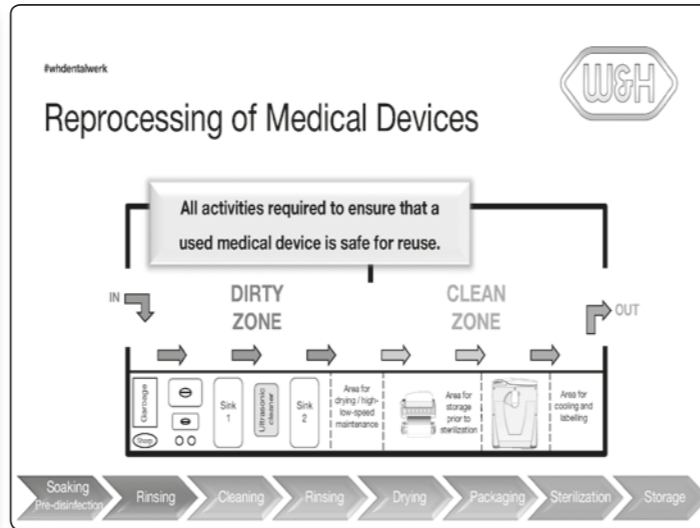 #whdentalwerk
W&H
Reprocessing of Medical Devices
All activities required to ensure that a
used medical device is safe for reuse.
IN
DIRTY
ZONE
CLEAN
ZONE
OUT
Garbage
Sharp
Sink
1
Ultrasonic
cleaner
Sink
2
Area for
drying / high-
low-speed
maintenance
Area for
storage
prior to
sterilization
Area for
cooling and
labelling
Soaking
Pre-disinfection
Rinsing
Cleaning
Rinsing
Drying
Packaging
Sterilization
Storage